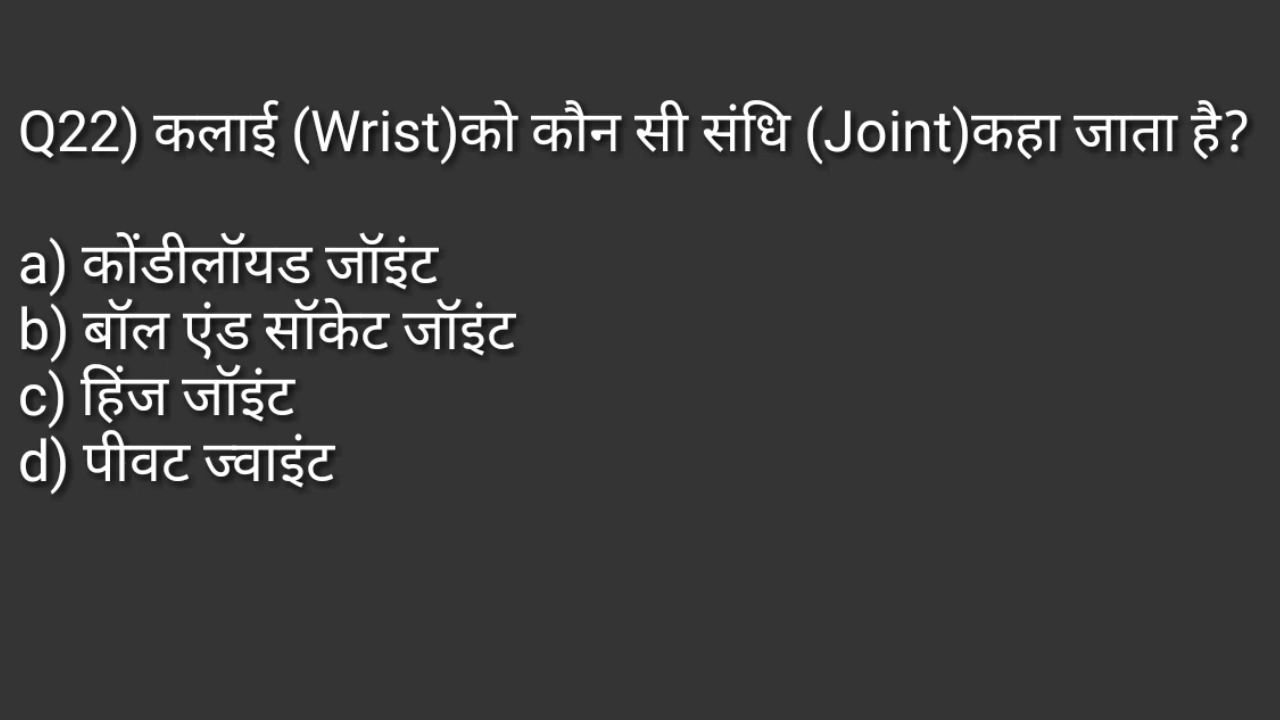 Q22) कलाई (Wrist)को कौन सी संधि (Joint)कहा जाता है?
a) कोंडीलॉयड जॉइंट
b) बॉल एंड सॉकेट जॉइंट
c) हिंज जॉइंट
d) पीवट ज्वाइंट